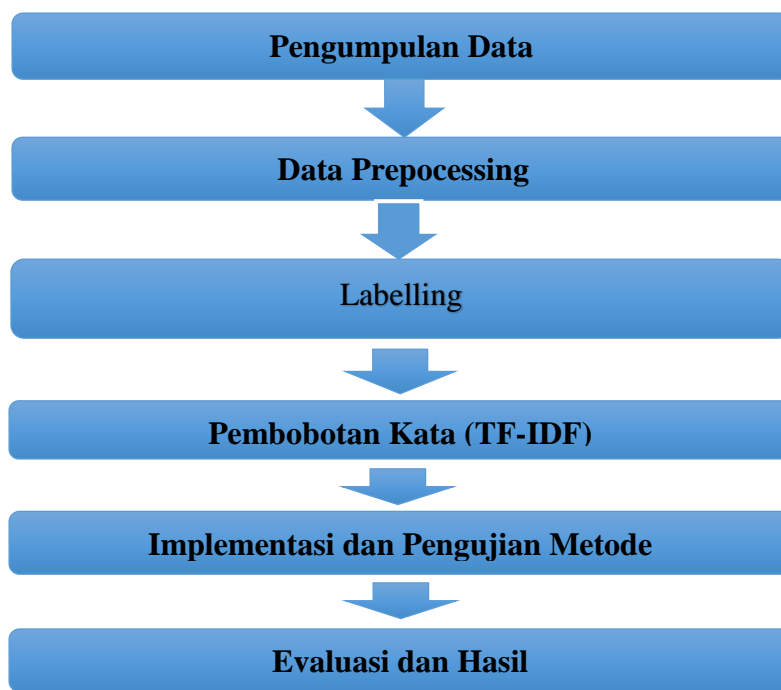 Pengumpulan Data
Data Prepocessing
Labelling
Pembobotan Kata (TF-IDF)
Implementasi dan Pengujian Metode
Evaluasi dan Hasil